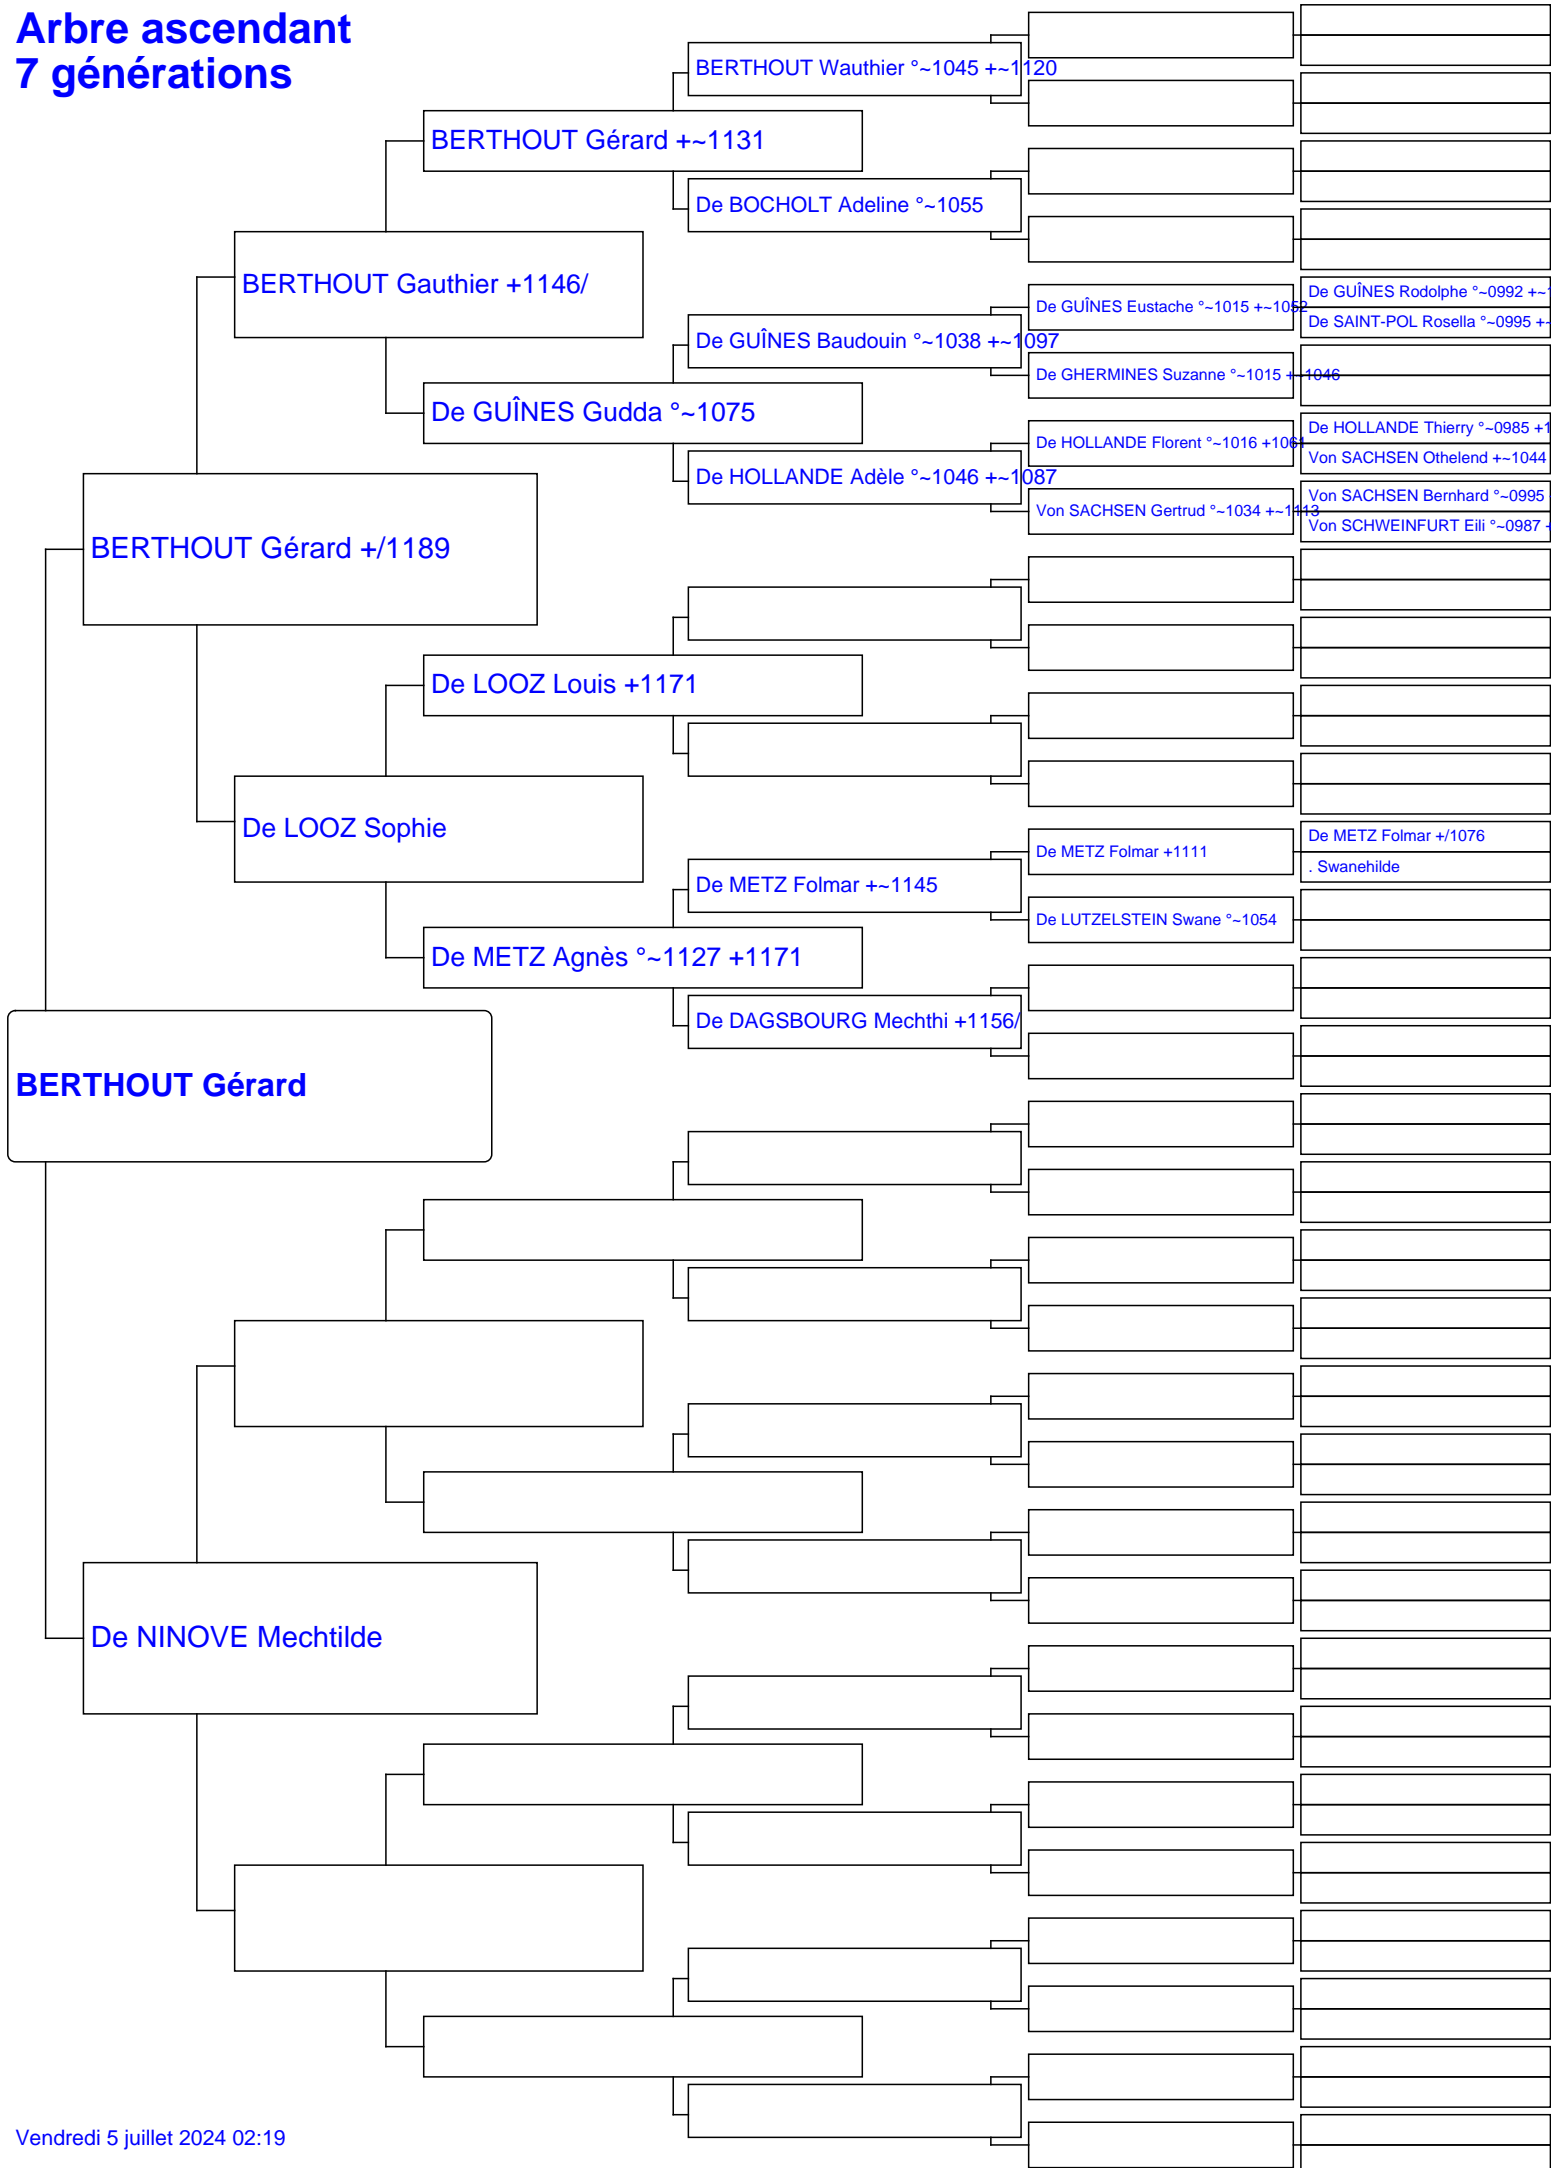 Arbre ascendant
7 générations
BERTHOUT Wauthier °~1045 +~1120
BERTHOUT Gérard +~1131
De BOCHOLT Adeline °~1055
BERTHOUT Gauthier +1146/
De GUÎNES Rodolphe °~0992 +~1
De GUÎNES Eustache °~1015 +~1052
De SAINT-POL Rosella °~0995 +~
De GUÎNES Baudouin °~1038 +~1097
De GHERMINES Suzanne °~1015 +~1046
De GUÎNES Gudda °~1075
De HOLLANDE Thierry °~0985 +1
De HOLLANDE Florent °~1016 +1061
Von SACHSEN Othelend +~1044
De HOLLANDE Adèle °~1046 +~1087
Von SACHSEN Bernhard °~0995
Von SACHSEN Gertrud °~1034 +~1113
Von SCHWEINFURT Eili °~0987 +
BERTHOUT Gérard +/1189
De LOOZ Louis +1171
De LOOZ Sophie
De METZ Folmar +/1076
De METZ Folmar +1111
. Swanehilde
De METZ Folmar +~1145
De LUTZELSTEIN Swane °~1054
De METZ Agnès °~1127 +1171
De DAGSBOURG Mechthi +1156/
BERTHOUT Gérard
De NINOVE Mechtilde
Vendredi 5 juillet 2024 02:19